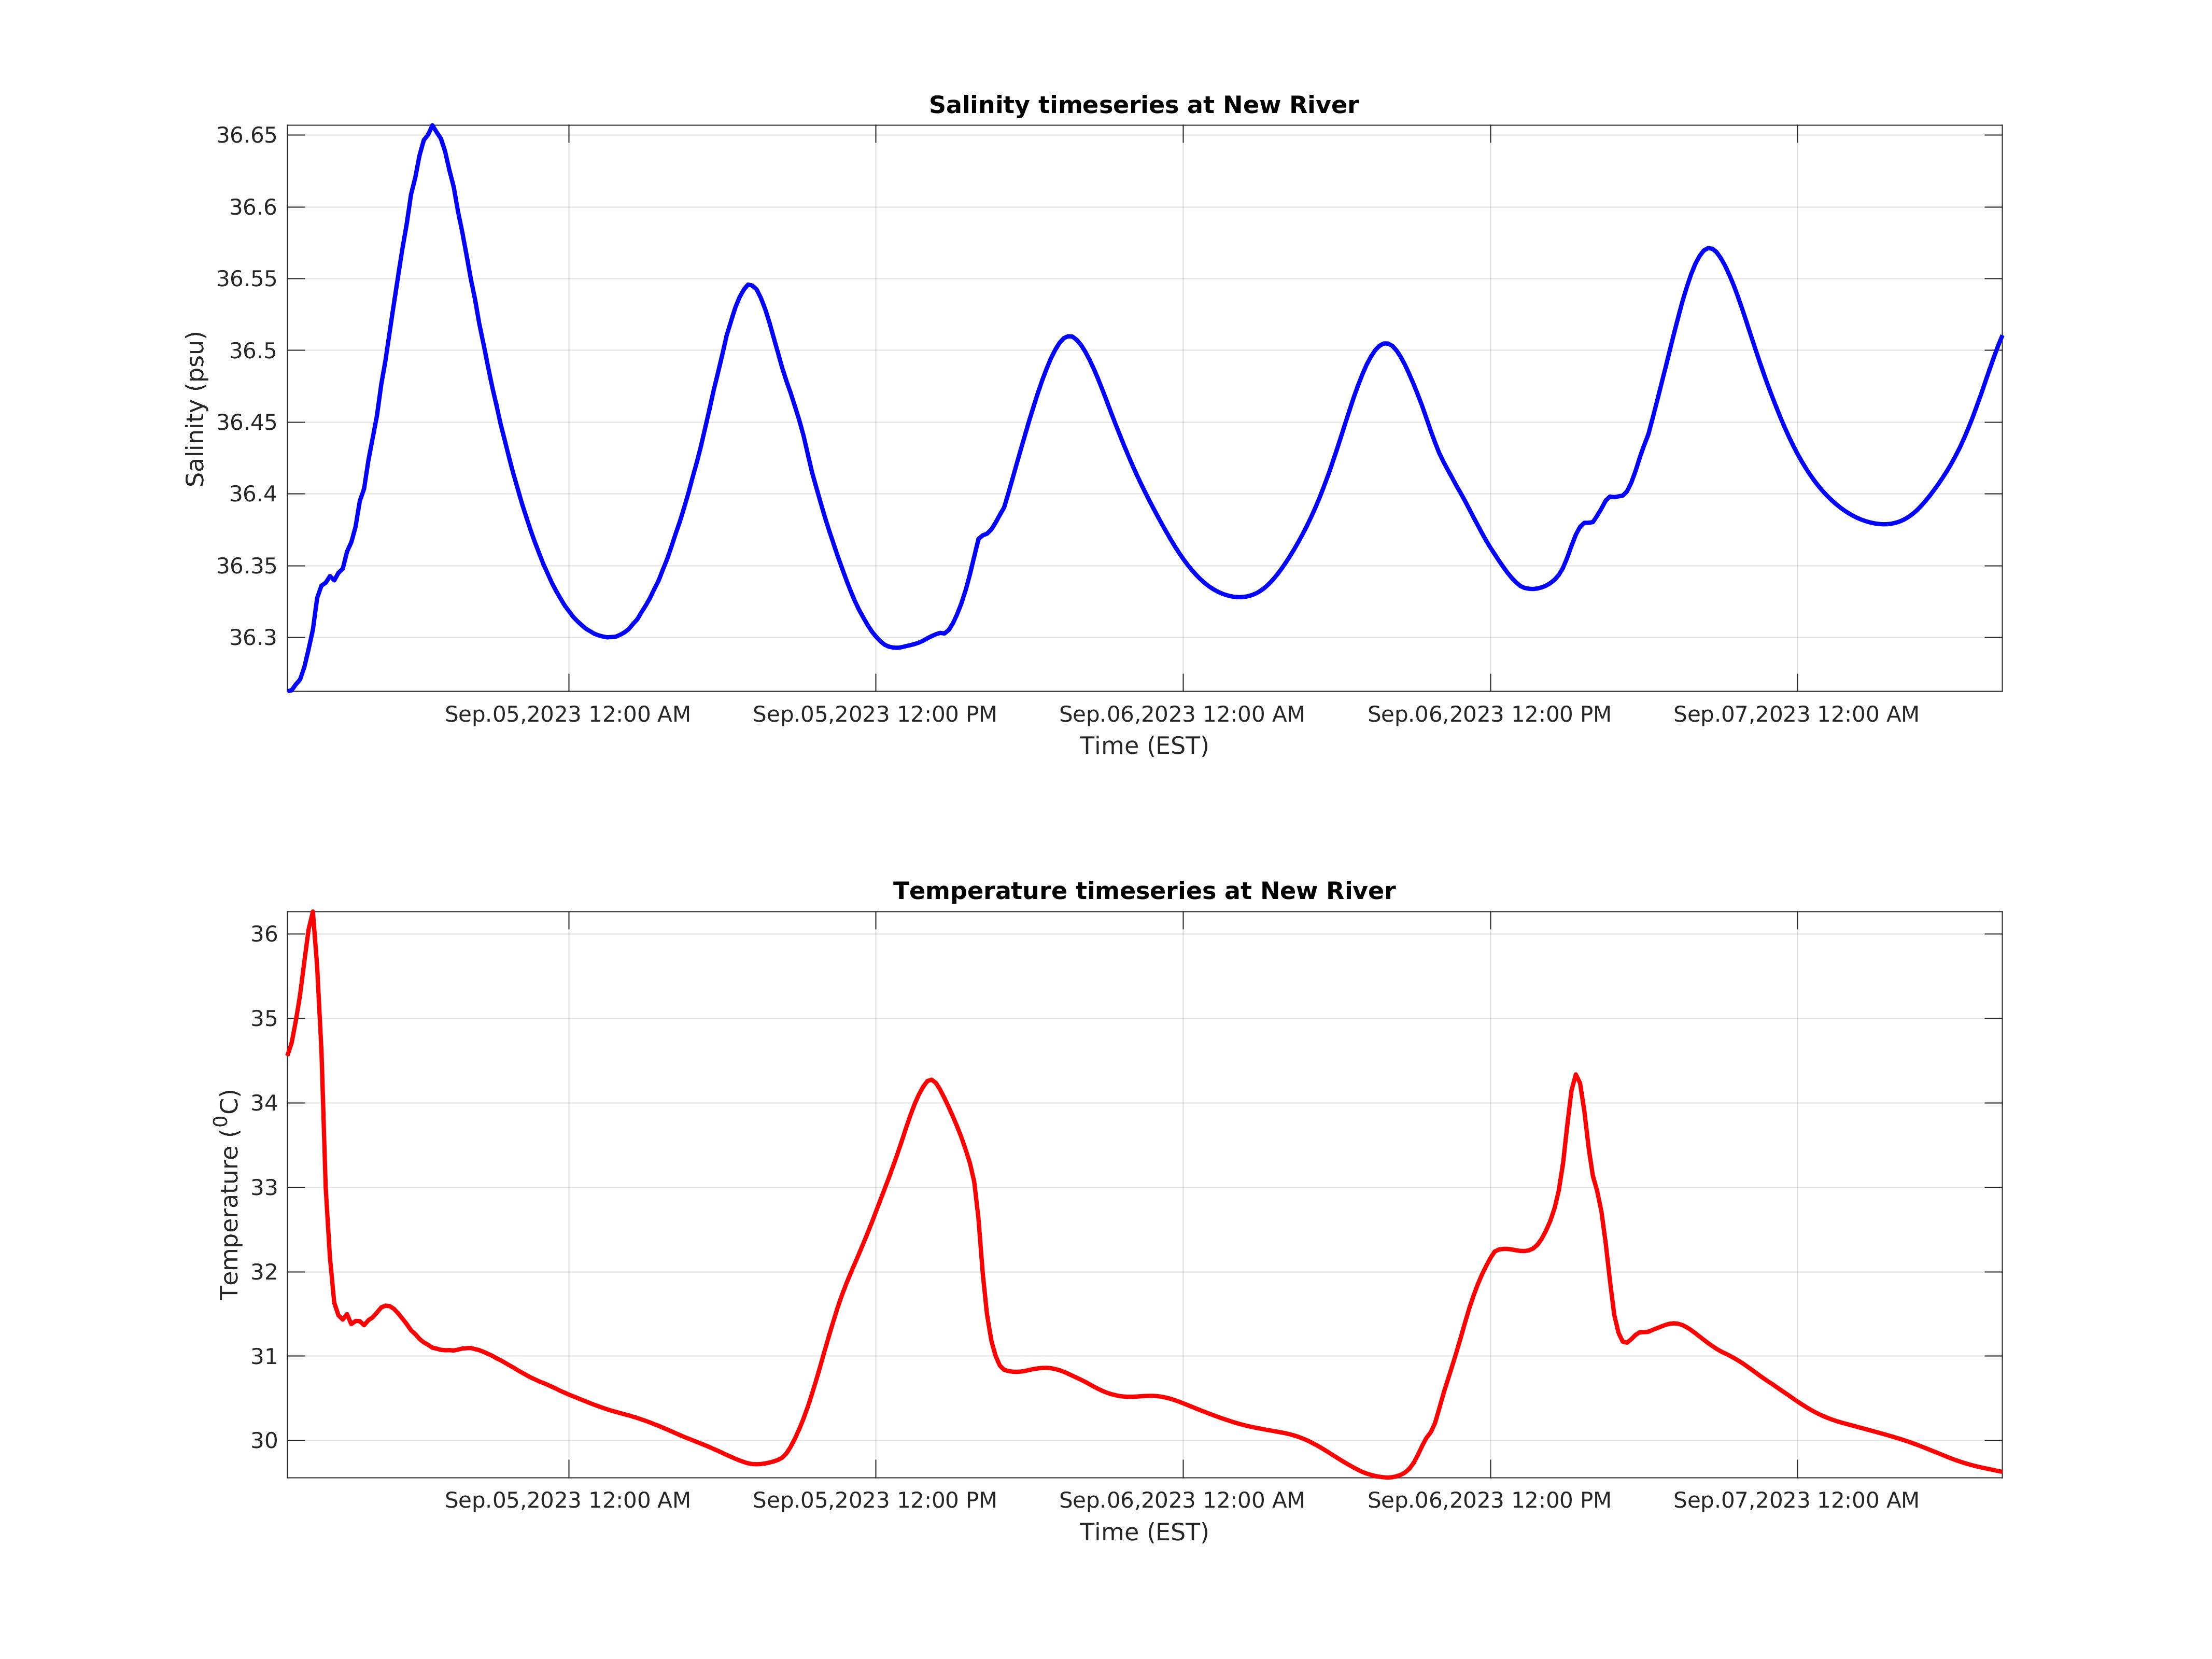 Salinity timeseries at New River
36.65
36.6
36.55
36.5
36.45
36.4
36.35
36.3
Salinity (psu)
Sep.05,2023 12:00 AM Sep.05,2023 12:00 PM Sep.06,2023 12:00 AM Sep.06,2023 12:00 PM Sep.07,2023 12:00 AM
Time (EST)
Temperature timeseries at New River
36
35
34
33
32
31
30
Temperature (⁰C)
Sep.05,2023 12:00 AM Sep.05,2023 12:00 PM Sep.06,2023 12:00 AM Sep.06,2023 12:00 PM Sep.07,2023 12:00 AM
Time (EST)